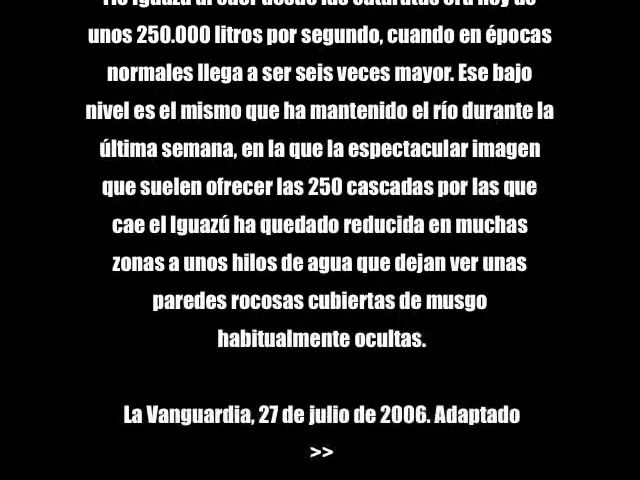 río Iguazú al caer desde las cataratas era hoy de
unos 250.000 litros por segundo, cuando en épocas
normales llega a ser seis veces mayor. Ese bajo
nivel es el mismo que ha mantenido el río durante la
última semana, en la que la espectacular imagen
que suelen ofrecer las 250 cascadas por las que
cae el Iguazú ha quedado reducida en muchas
zonas a unos hilos de agua que dejan ver unas
paredes rocosas cubiertas de musgo
habitualmente ocultas.
La Vanguardia, 27 de julio de 2006. Adaptado
>>